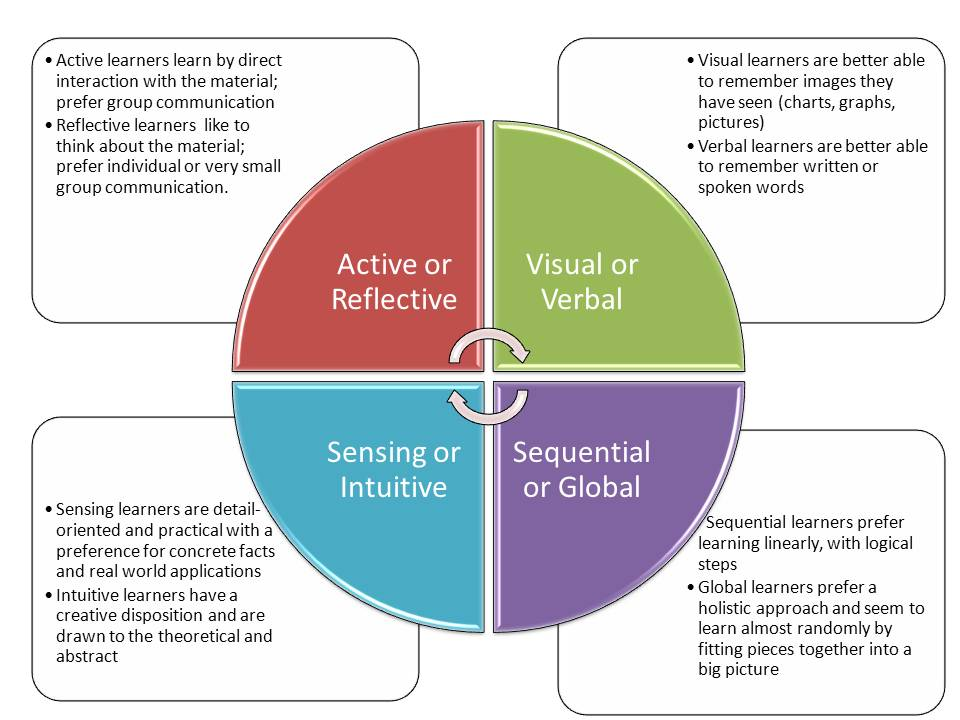 • Active learners learn by direct
interaction with the material;
prefer group communication
• Reflective learners  like to
think about the material;
prefer individual or very small
group communication.
• Visual learners are better able
to remember images they
have seen (charts, graphs,
pictures)
• Verbal learners are better able
to remember written or
spoken words
Active or
Reflective
Visual or
Verbal
Sensing or
Intuitive
Sequential
or Global
• Sensing learners are detail-
oriented and practical with a
preference for concrete facts
and real world applications
• Intuitive learners have a
creative disposition and are
drawn to the theoretical and
abstract
Sequential learners prefer
learning linearly, with logical
steps
• Global learners prefer a
holistic approach and seem to
learn almost randomly by
fitting pieces together into a
big picture